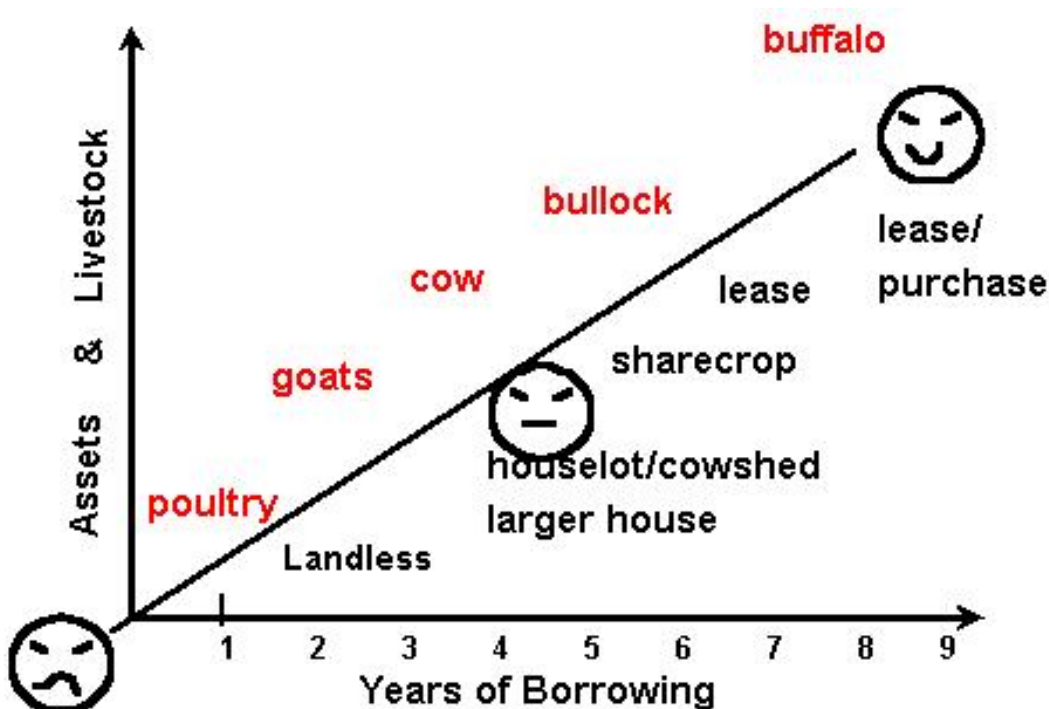 buffalo
bullock
cow
goats
poultry
lease/
purchase
lease
sharecrop
houselot/cowshed
larger house
Landless
Assets & Livestock
1 2 3 4 5 6 7 8 9
Years of Borrowing